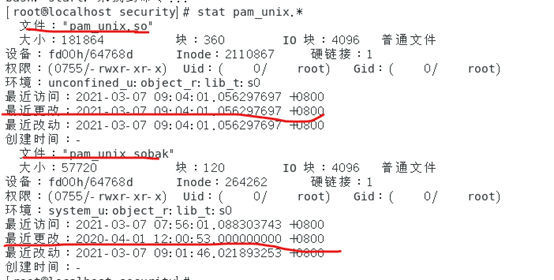 [root@localhost security]# stat pam_unix.*
文件："pam_unix.so"
大小：181864 块：360 IO 块：4096 普通文件
设备：fd00h/64768d Inode：2110867 硬链接：1
权限：(0755/-rwxr-xr-x) Uid：( 0/ root) Gid：( 0/ root)
环境：unconfined_u:object_r:lib_t:s0
最近访问：2021-03-07 09:04:01.056297697 +0800
最近更改：2021-03-07 09:04:01.056297697 +0800
最近改动：2021-03-07 09:04:01.056297697 +0800
创建时间：-
文件："pam_unix.sobak"
大小：57720 块：120 IO 块：4096 普通文件
设备：fd00h/64768d Inode：264262 硬链接：1
权限：(0755/-rwxr-xr-x) Uid：( 0/ root) Gid：( 0/ root)
环境：system_u:object_r:lib_t:s0
最近访问：2021-03-07 07:56:01.088303743 +0800
最近更改：2020-04-01 12:00:53.000000000 +0800
最近改动：2021-03-07 09:01:46.021893253 +0800
创建时间：-